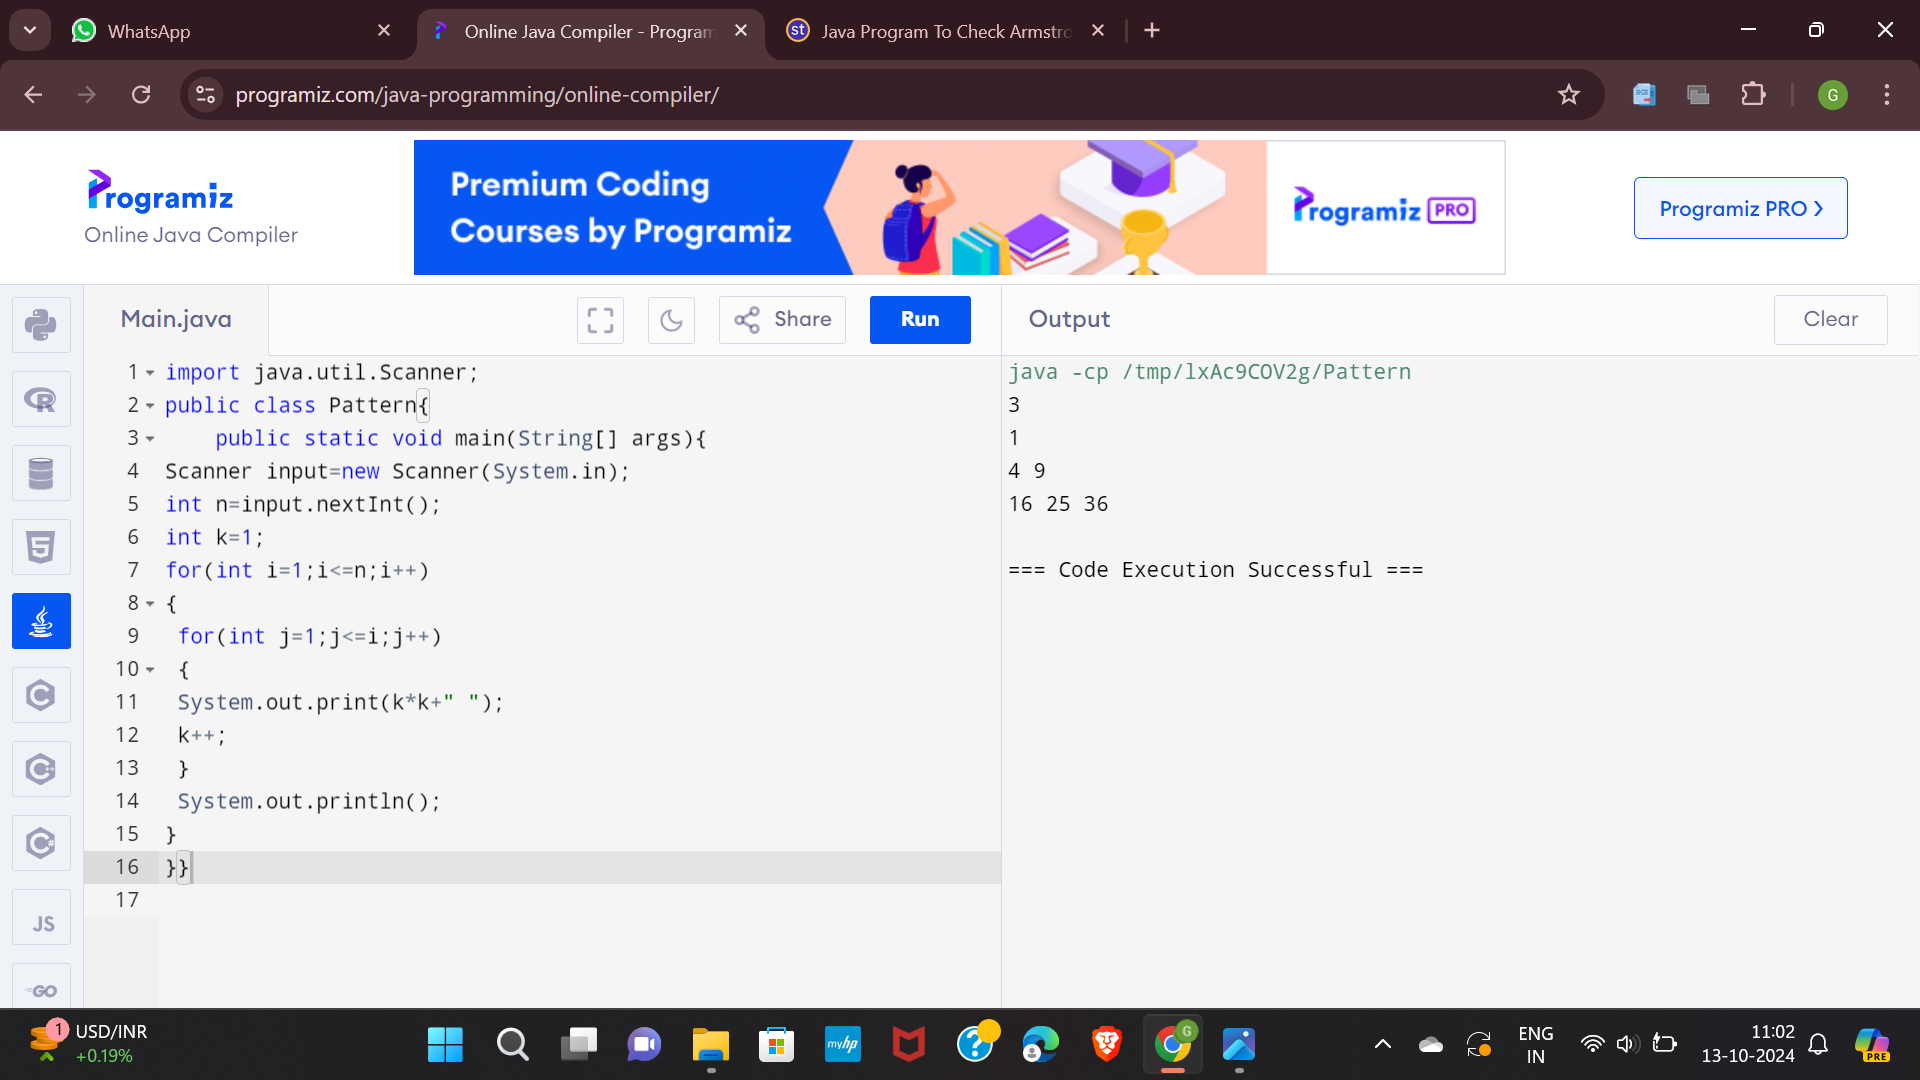 WhatsApp
Online Java Compiler - Program
Java Program To Check Armstro
programiz.com/java-programming/online-compiler/
G
Programiz
Online Java Compiler
Premium Coding
Courses by Programiz
Programiz PRO
Programiz PRO ›
Main.java
Share
Run
Output
Clear
1 import java.util.Scanner;
2 public class Pattern{
3     public static void main(String[] args){
4 Scanner input=new Scanner(System.in);
5 int n=input.nextInt();
6 int k=1;
7 for(int i=1;i<=n;i++)
8 {
9  for(int j=1;j<=i;j++)
10  {
11  System.out.print(k*k+" ");
12  k++;
13  }
14  System.out.println();
15 }
16 }}
17
java -cp /tmp/lxAc9COV2g/Pattern
3
1
4 9
16 25 36
=== Code Execution Successful ===
JS
GO
1
USD/INR
+0.19%
myhp
G
ENG
IN
11:02
13-10-2024
PRE